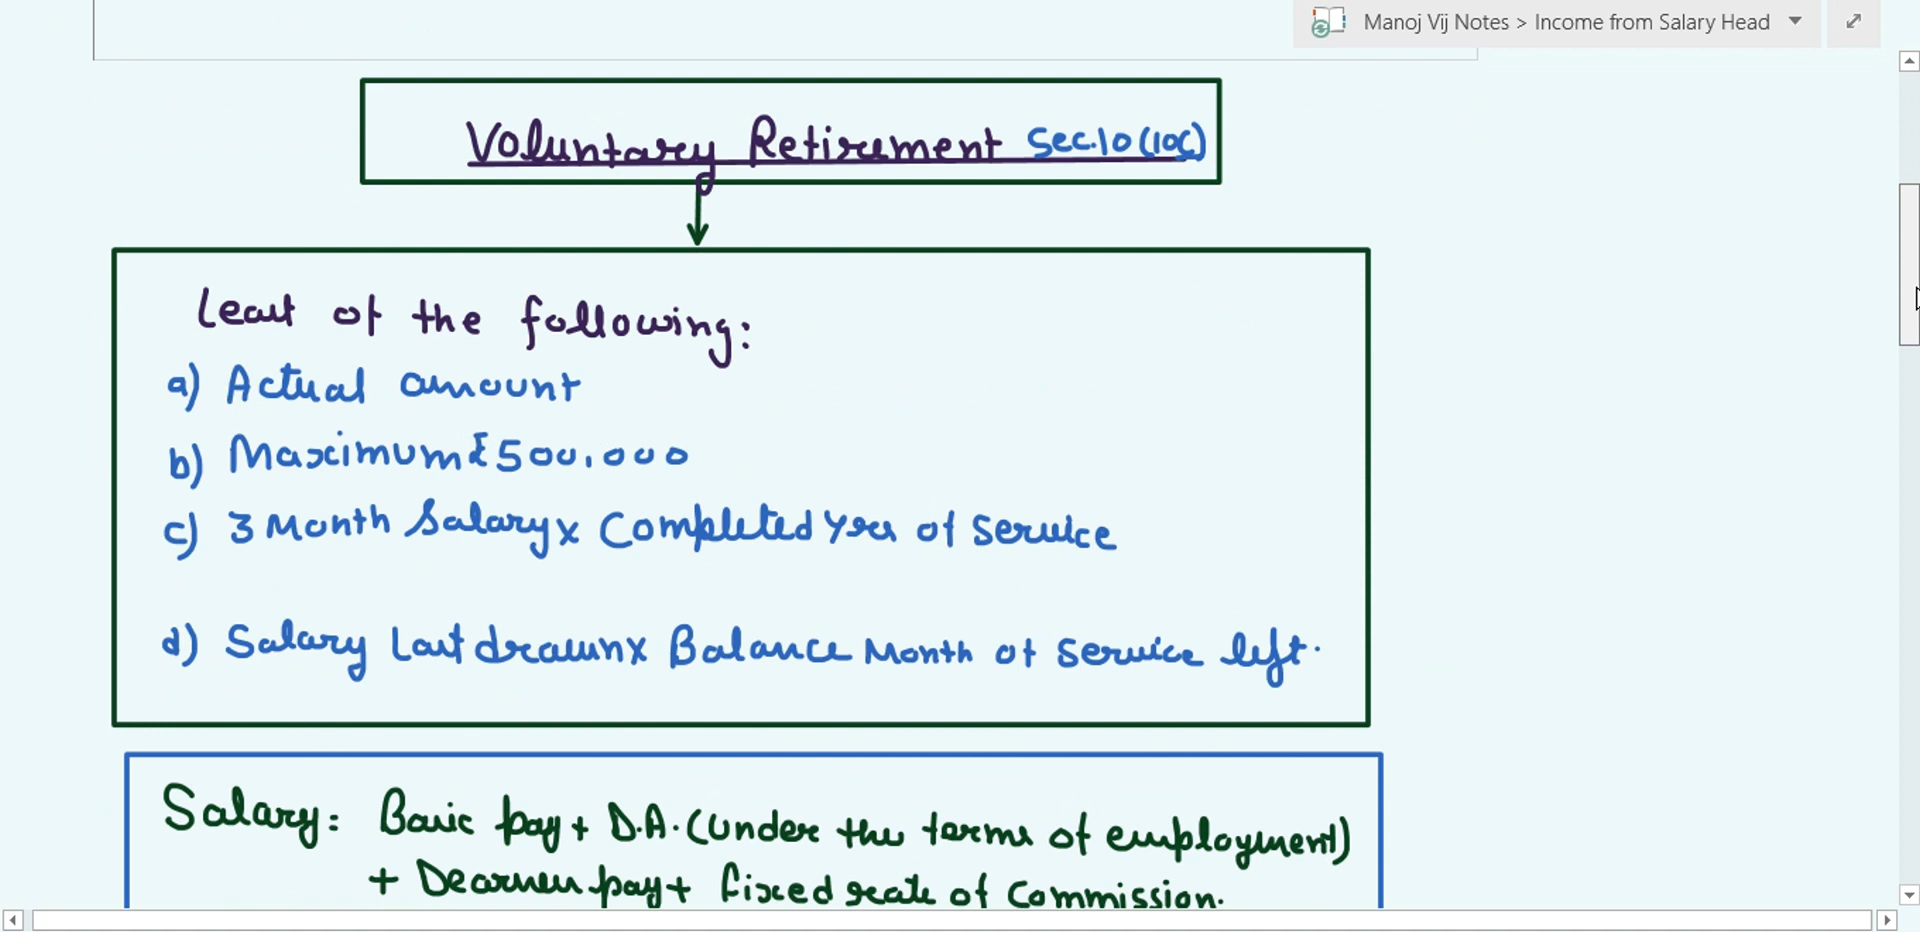 Manoj Vij Notes > Income from Salary Head
Voluntary Retirement Sec.10(10C)
Least of the following:
a) Actual amount
b) Maximum ₹500,000
c) 3 Month Salary x Completed Year of Service
d) Salary Last drawn x Balance Month of Service left.
Salary: Basic pay + D.A. (Under the terms of employment)
+ Dearness pay + fixed rate of Commission.